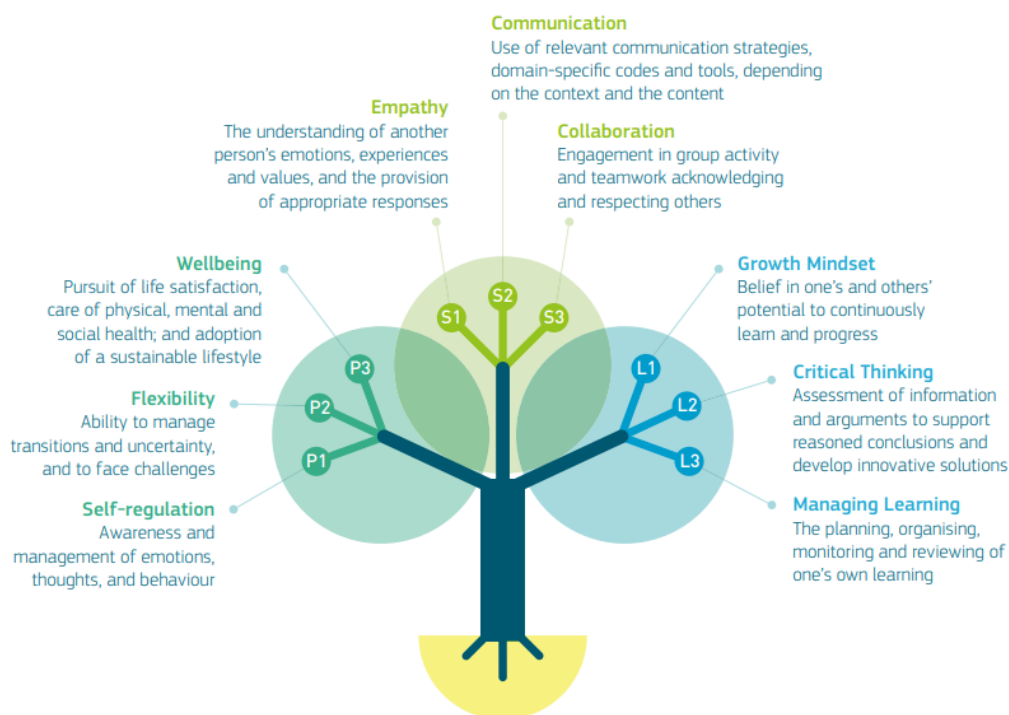 Communication
Use of relevant communication strategies,
domain-specific codes and tools, depending
on the context and the content
Empathy
The understanding of another
person's emotions, experiences
and values, and the provision
of appropriate responses
Collaboration
Engagement in group activity
and teamwork acknowledging
and respecting others
Wellbeing
Pursuit of life satisfaction,
care of physical, mental and
social health; and adoption
of a sustainable lifestyle
Flexibility
Ability to manage
transitions and uncertainty,
and to face challenges
Self-regulation
Awareness and
management of emotions,
thoughts, and behaviour
P3
P2
P1
S1
S2
S3
L1
L2
L3
Growth Mindset
Belief in one's and others'
potential to continuously
learn and progress
Critical Thinking
Assessment of information
and arguments to support
reasoned conclusions and
develop innovative solutions
Managing Learning
The planning, organising,
monitoring and reviewing of
one's own learning